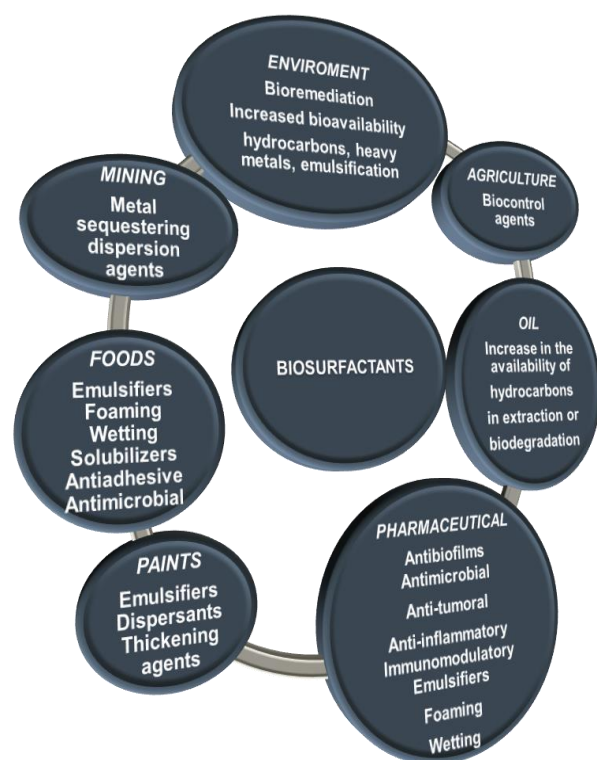 ENVIROMENT
Bioremediation
Increased bioavailability
hydrocarbons, heavy
metals, emulsification
AGRICULTURE
Biocontrol
agents
OIL
Increase in the
availability of
hydrocarbons
in extraction or
biodegradation
PHARMACEUTICAL
Antibiofilms
Antimicrobial
Anti-tumoral
Anti-inflammatory
Immunomodulatory
Emulsifiers
Foaming
Wetting
PAINTS
Emulsifiers
Dispersants
Thickening
agents
FOODS
Emulsifiers
Foaming
Wetting
Solubilizers
Antiadhesive
Antimicrobial
MINING
Metal
sequestering
dispersion
agents
BIOSURFACTANTS